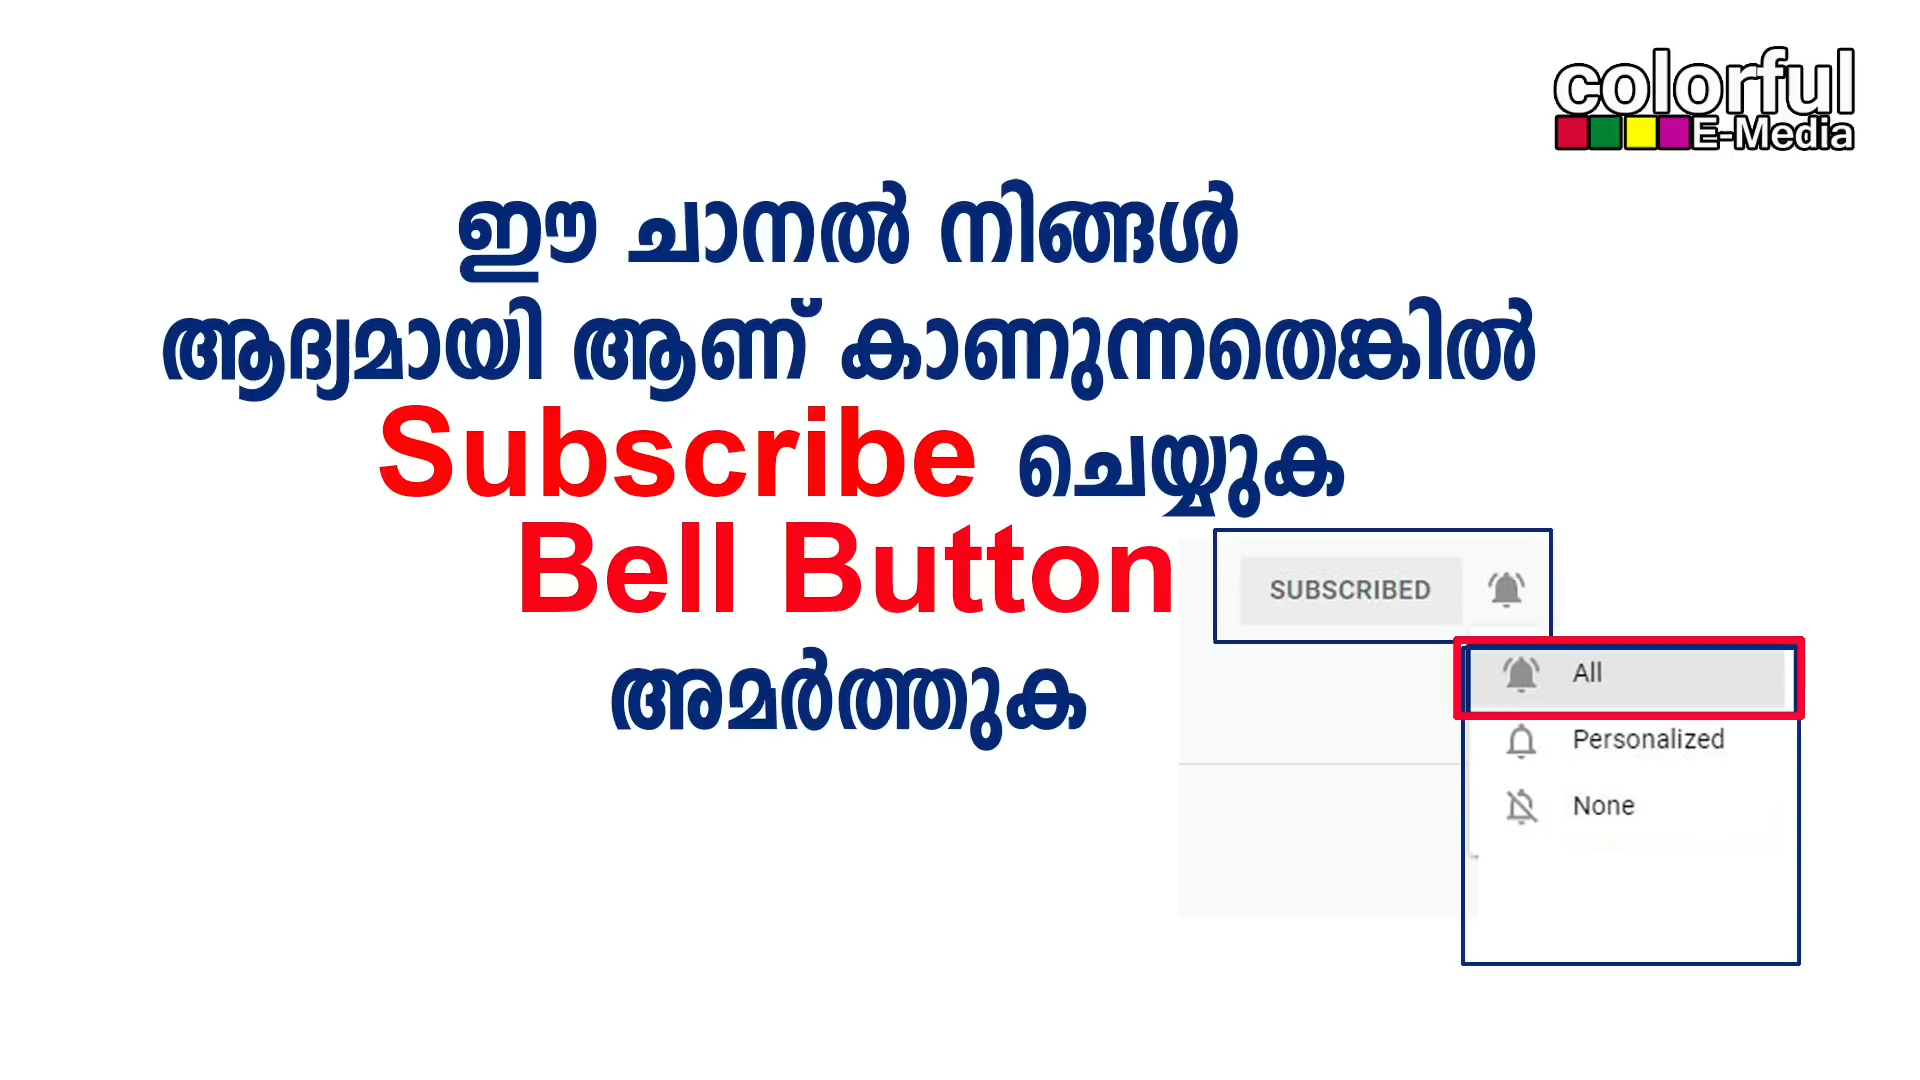 colorful
E-Media
ഈ ചാനൽ നിങ്ങൾ
ആദ്യമായി ആണ് കാണുന്നതെങ്കിൽ
Subscribe ചെയ്യുക
Bell Button
അമർത്തുക
SUBSCRIBED
All
Personalized
None